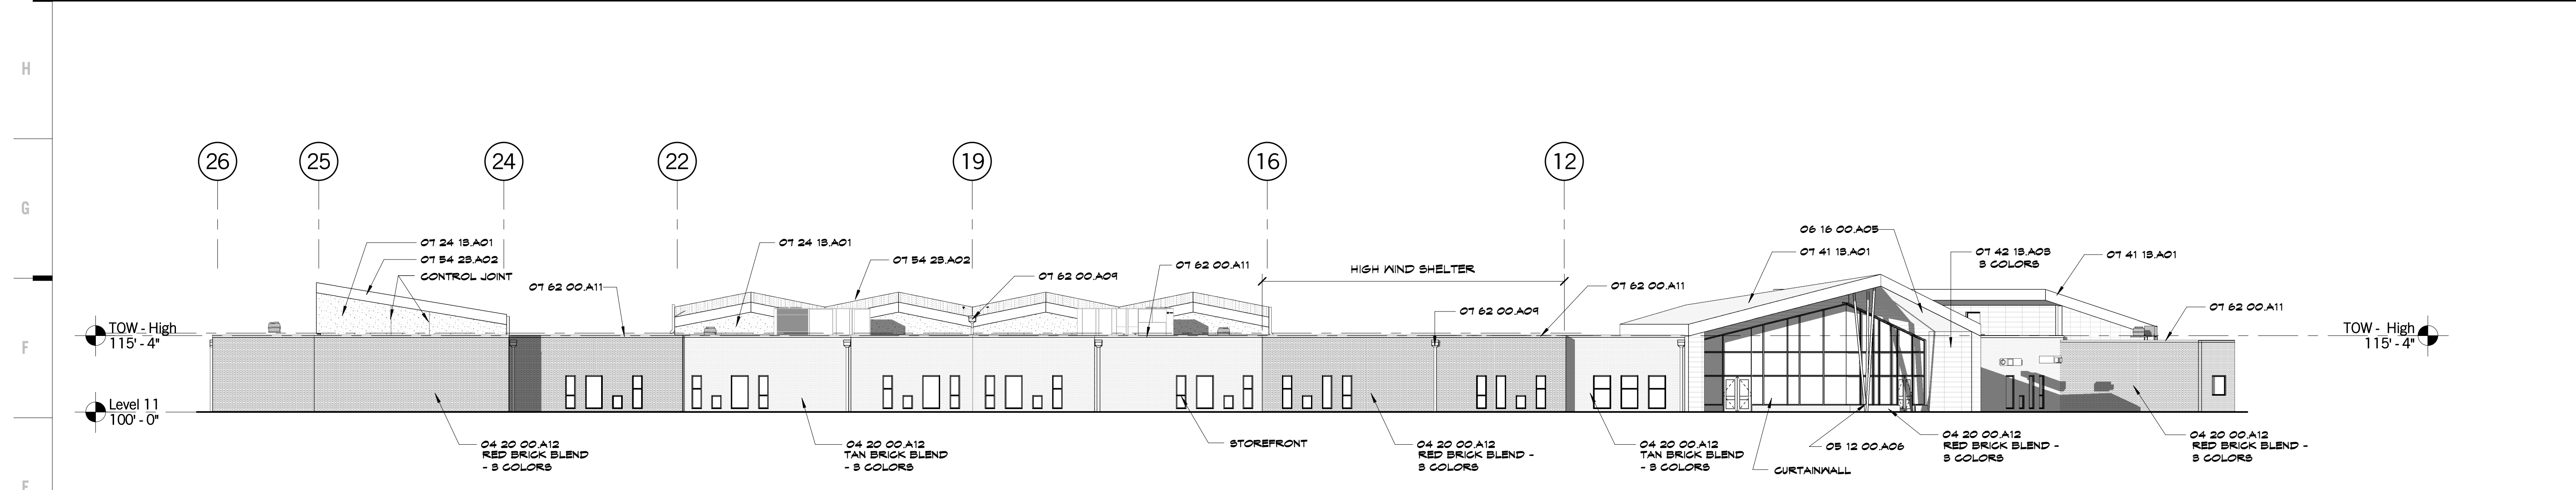 H
26
25
24
22
19
16
12
G
06 16 00.A05
07 24 13.A01
07 24 13.A01
07 41 13.A01
07 42 13.A03
3 COLORS
07 41 13.A01
07 54 23.A02
07 54 23.A02
CONTROL JOINT
07 62 00.A09
07 62 00.A11
HIGH WIND SHELTER
07 62 00.A11
07 62 00.A11
07 62 00.A09
07 62 00.A11
F
TOW - High
115' - 4"
TOW - High
115' - 4"
Level 11
100' - 0"
04 20 00.A12
RED BRICK BLEND
- 3 COLORS
04 20 00.A12
TAN BRICK BLEND
- 3 COLORS
STOREFRONT
04 20 00.A12
RED BRICK BLEND -
3 COLORS
04 20 00.A12
TAN BRICK BLEND
- 3 COLORS
CURTAINWALL
05 12 00.A06
04 20 00.A12
RED BRICK BLEND -
3 COLORS
04 20 00.A12
RED BRICK BLEND -
3 COLORS
E